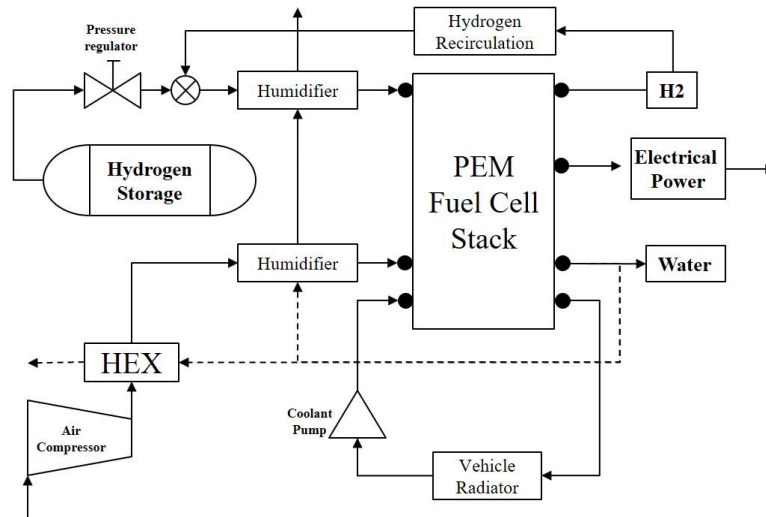 Pressure
regulator
Hydrogen
Recirculation
Humidifier
H2
Hydrogen
Storage
PEM
Fuel Cell
Stack
Electrical
Power
Humidifier
Water
HEX
Air
Compressor
Coolant
Pump
Vehicle
Radiator